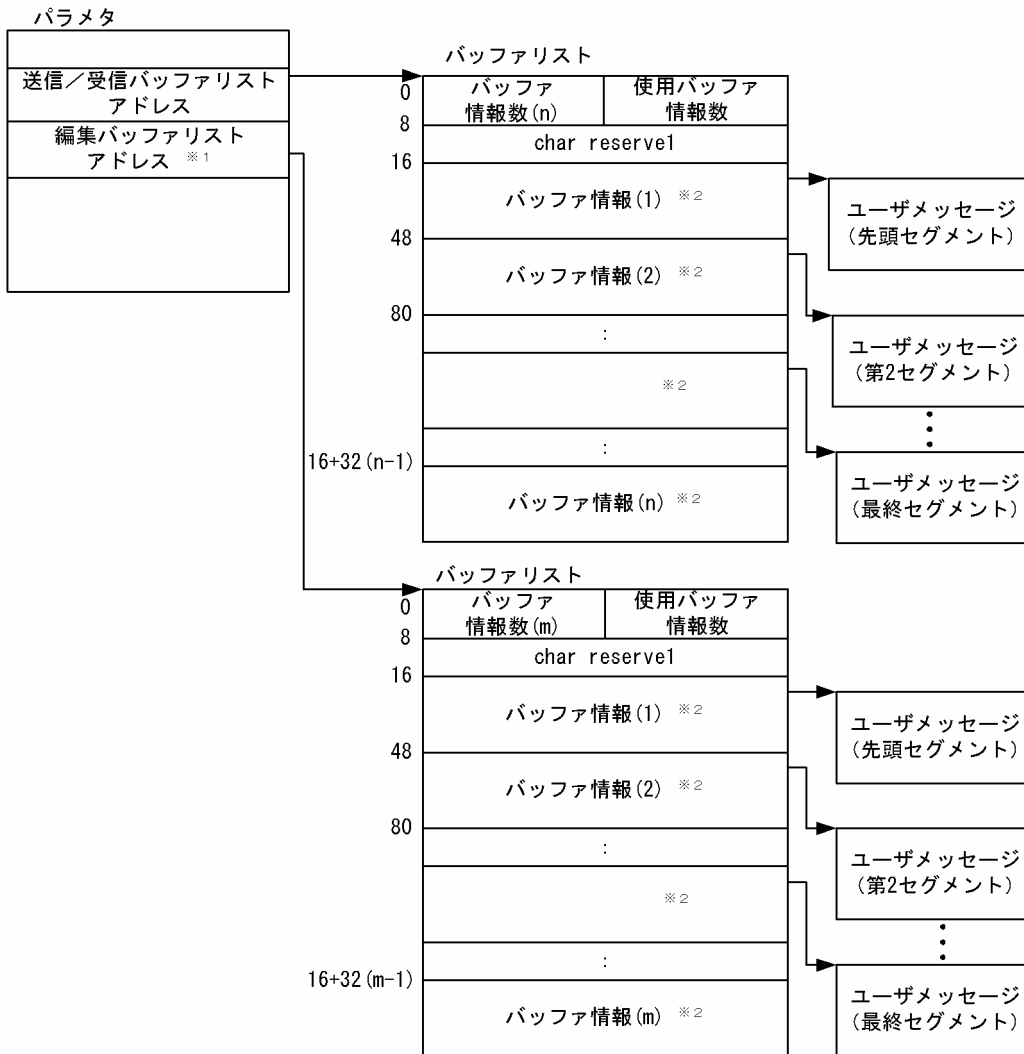 パラメタ
送信／受信バッファリスト
アドレス
編集バッファリスト
アドレス ※1
バッファリスト
0
バッファ
情報数(n)
使用バッファ
情報数
8
char reserve1
16
バッファ情報(1) ※2
ユーザメッセージ
(先頭セグメント)
48
バッファ情報(2) ※2
80
:
ユーザメッセージ
(第2セグメント)
※2
:
16+32(n-1)
バッファ情報(n) ※2
ユーザメッセージ
(最終セグメント)
バッファリスト
0
バッファ
情報数(m)
使用バッファ
情報数
8
char reserve1
16
バッファ情報(1) ※2
ユーザメッセージ
(先頭セグメント)
48
バッファ情報(2) ※2
80
:
ユーザメッセージ
(第2セグメント)
※2
:
16+32(m-1)
バッファ情報(m) ※2
ユーザメッセージ
(最終セグメント)